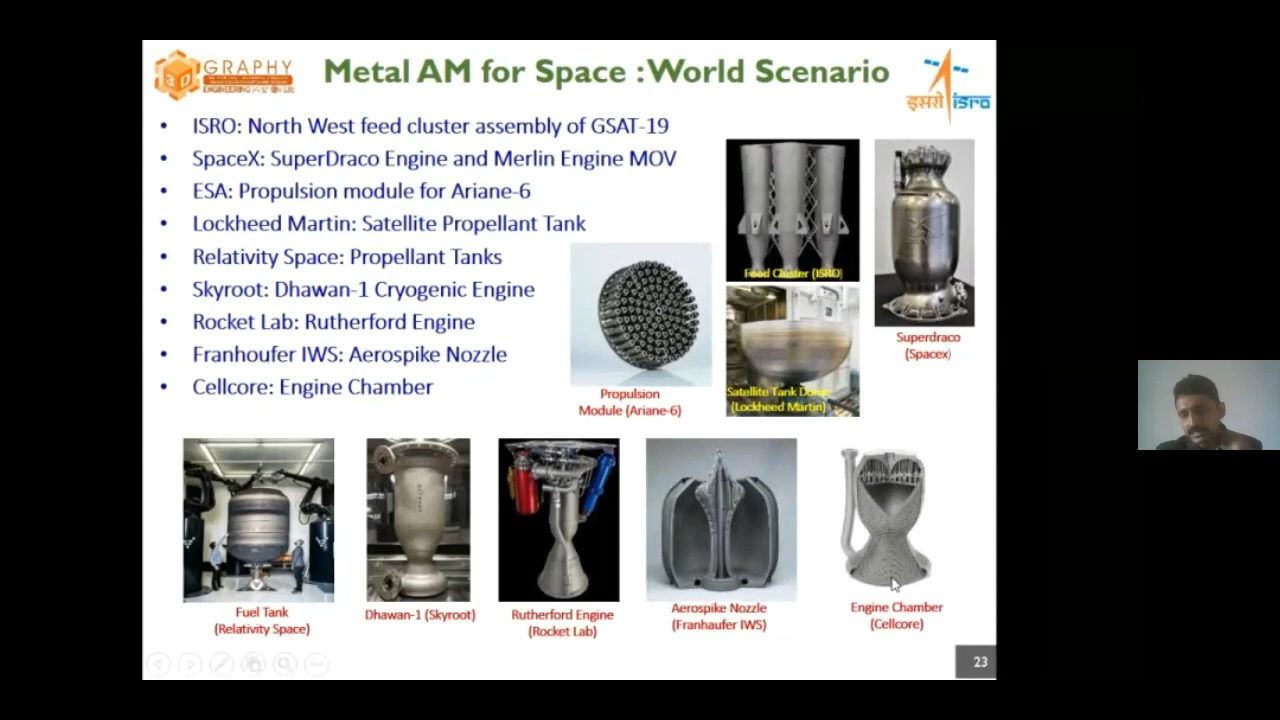 3D GRAPHY
ENGINEERING
Metal AM for Space : World Scenario
इसरो isro
• ISRO: North West feed cluster assembly of GSAT-19
• SpaceX: SuperDraco Engine and Merlin Engine MOV
• ESA: Propulsion module for Ariane-6
• Lockheed Martin: Satellite Propellant Tank
• Relativity Space: Propellant Tanks
• Skyroot: Dhawan-1 Cryogenic Engine
• Rocket Lab: Rutherford Engine
• Franhoufer IWS: Aerospike Nozzle
• Cellcore: Engine Chamber
Feed Cluster (ISRO)
Superdraco
(Spacex)
Propulsion
Module (Ariane-6)
Satellite Tank Dome
(Lockheed Martin)
Fuel Tank
(Relativity Space)
Dhawan-1 (Skyroot)
Rutherford Engine
(Rocket Lab)
Aerospike Nozzle
(Franhaufer IWS)
Engine Chamber
(Cellcore)
23